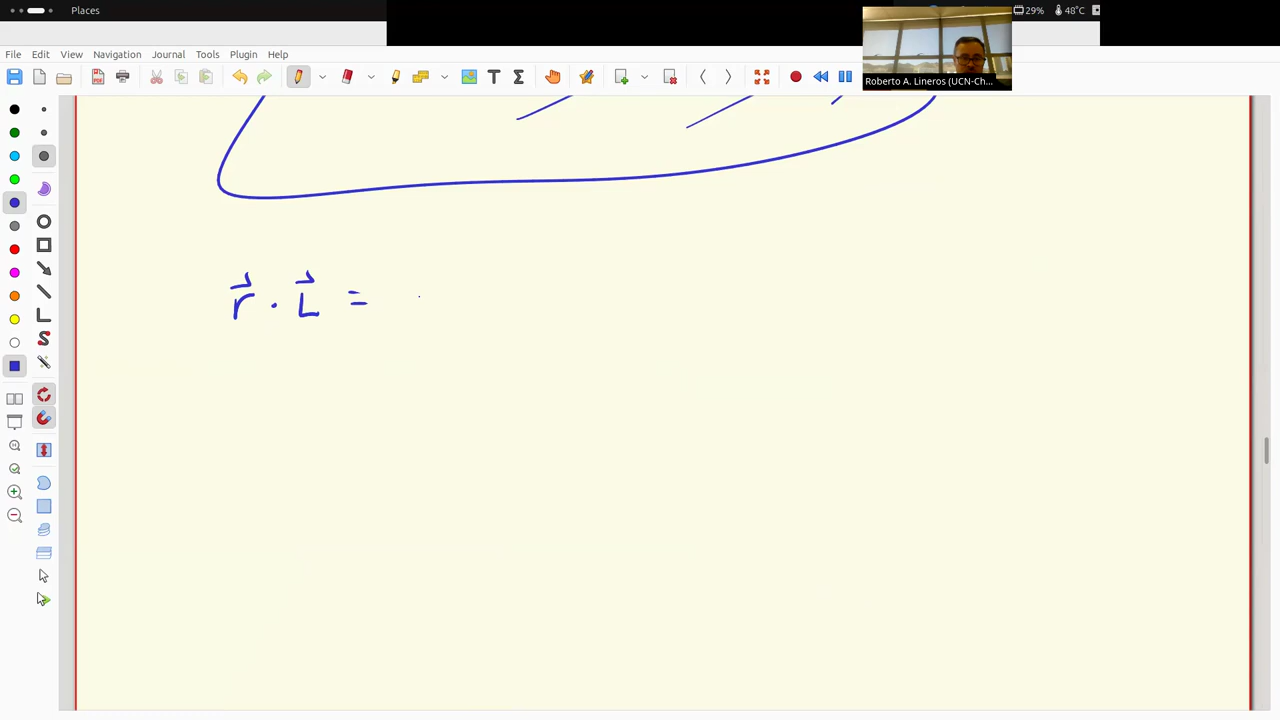 Places
29%
48°C
File Edit View Navigation Journal Tools Plugin Help
Roberto A. Lineros (UCN-Ch...
T Σ
r⃗ · L⃗ =